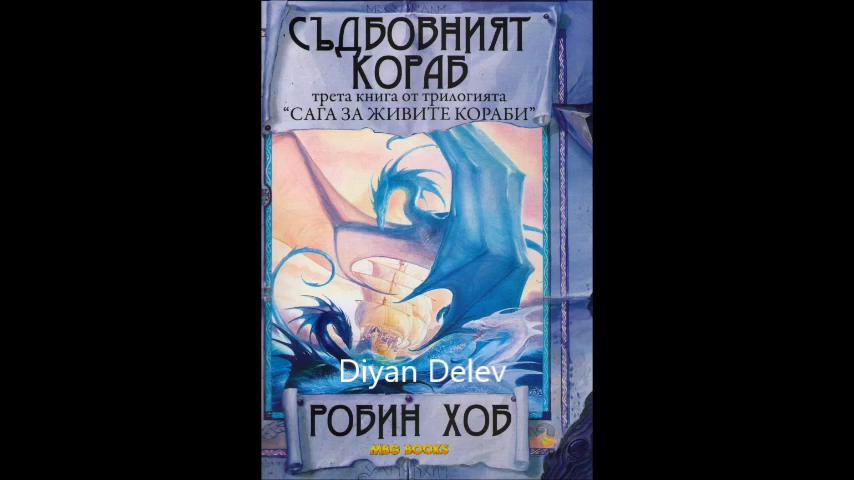 СЪДБОВНИЯТ
КОРАБ
трета книга от трилогията
“САГА ЗА ЖИВИТЕ КОРАБИ”
Diyan Delev
РОБИН ХОБ
MBG BOOKS